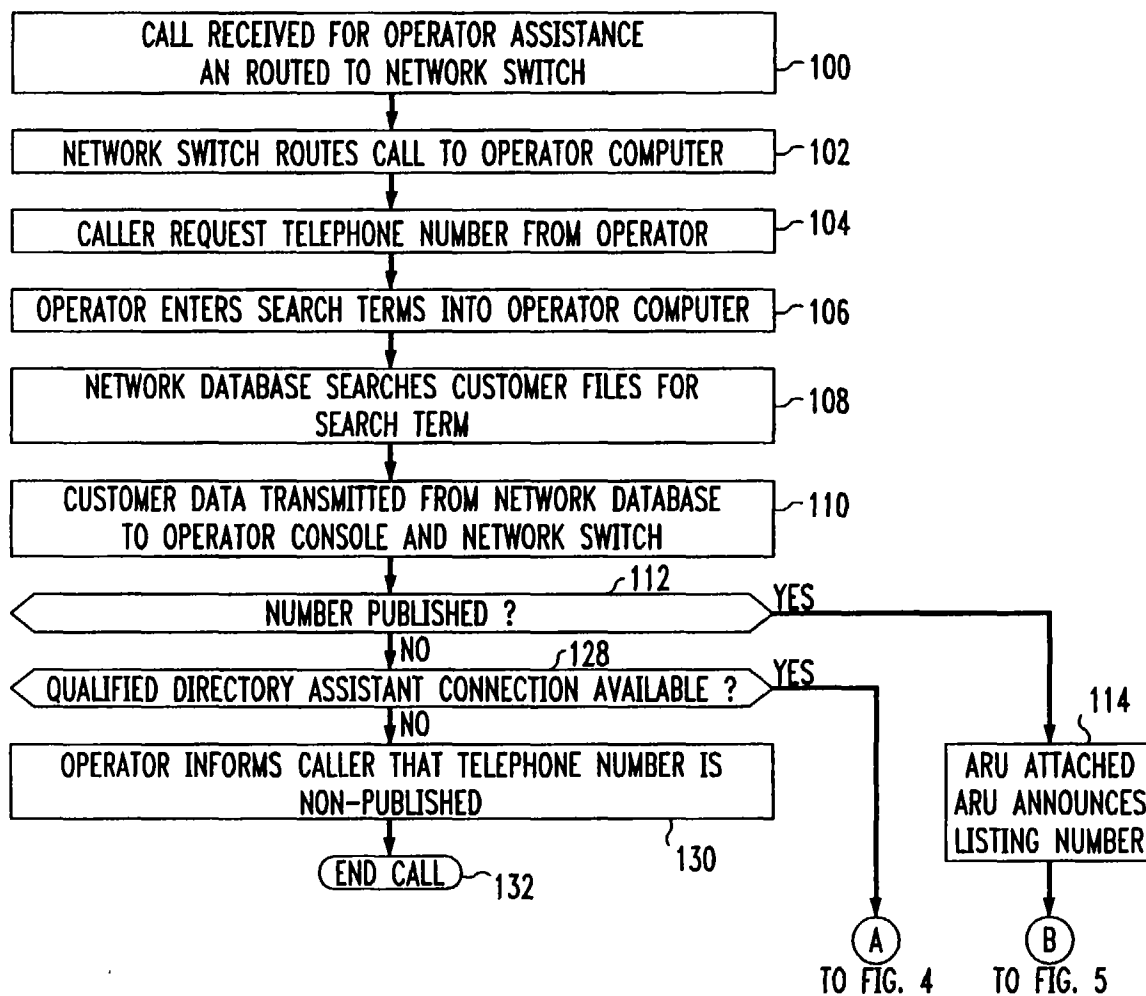 CALL RECEIVED FOR OPERATOR ASSISTANCE
AN ROUTED TO NETWORK SWITCH
100
NETWORK SWITCH ROUTES CALL TO OPERATOR COMPUTER
102
CALLER REQUEST TELEPHONE NUMBER FROM OPERATOR
104
OPERATOR ENTERS SEARCH TERMS INTO OPERATOR COMPUTER
106
NETWORK DATABASE SEARCHES CUSTOMER FILES FOR
SEARCH TERM
108
CUSTOMER DATA TRANSMITTED FROM NETWORK DATABASE
TO OPERATOR CONSOLE AND NETWORK SWITCH
110
112
NUMBER PUBLISHED ?
YES
NO
128
QUALIFIED DIRECTORY ASSISTANT CONNECTION AVAILABLE ?
YES
NO
OPERATOR INFORMS CALLER THAT TELEPHONE NUMBER IS
NON-PUBLISHED
130
END CALL
132
114
ARU ATTACHED
ARU ANNOUNCES
LISTING NUMBER
A
TO FIG. 4
B
TO FIG. 5